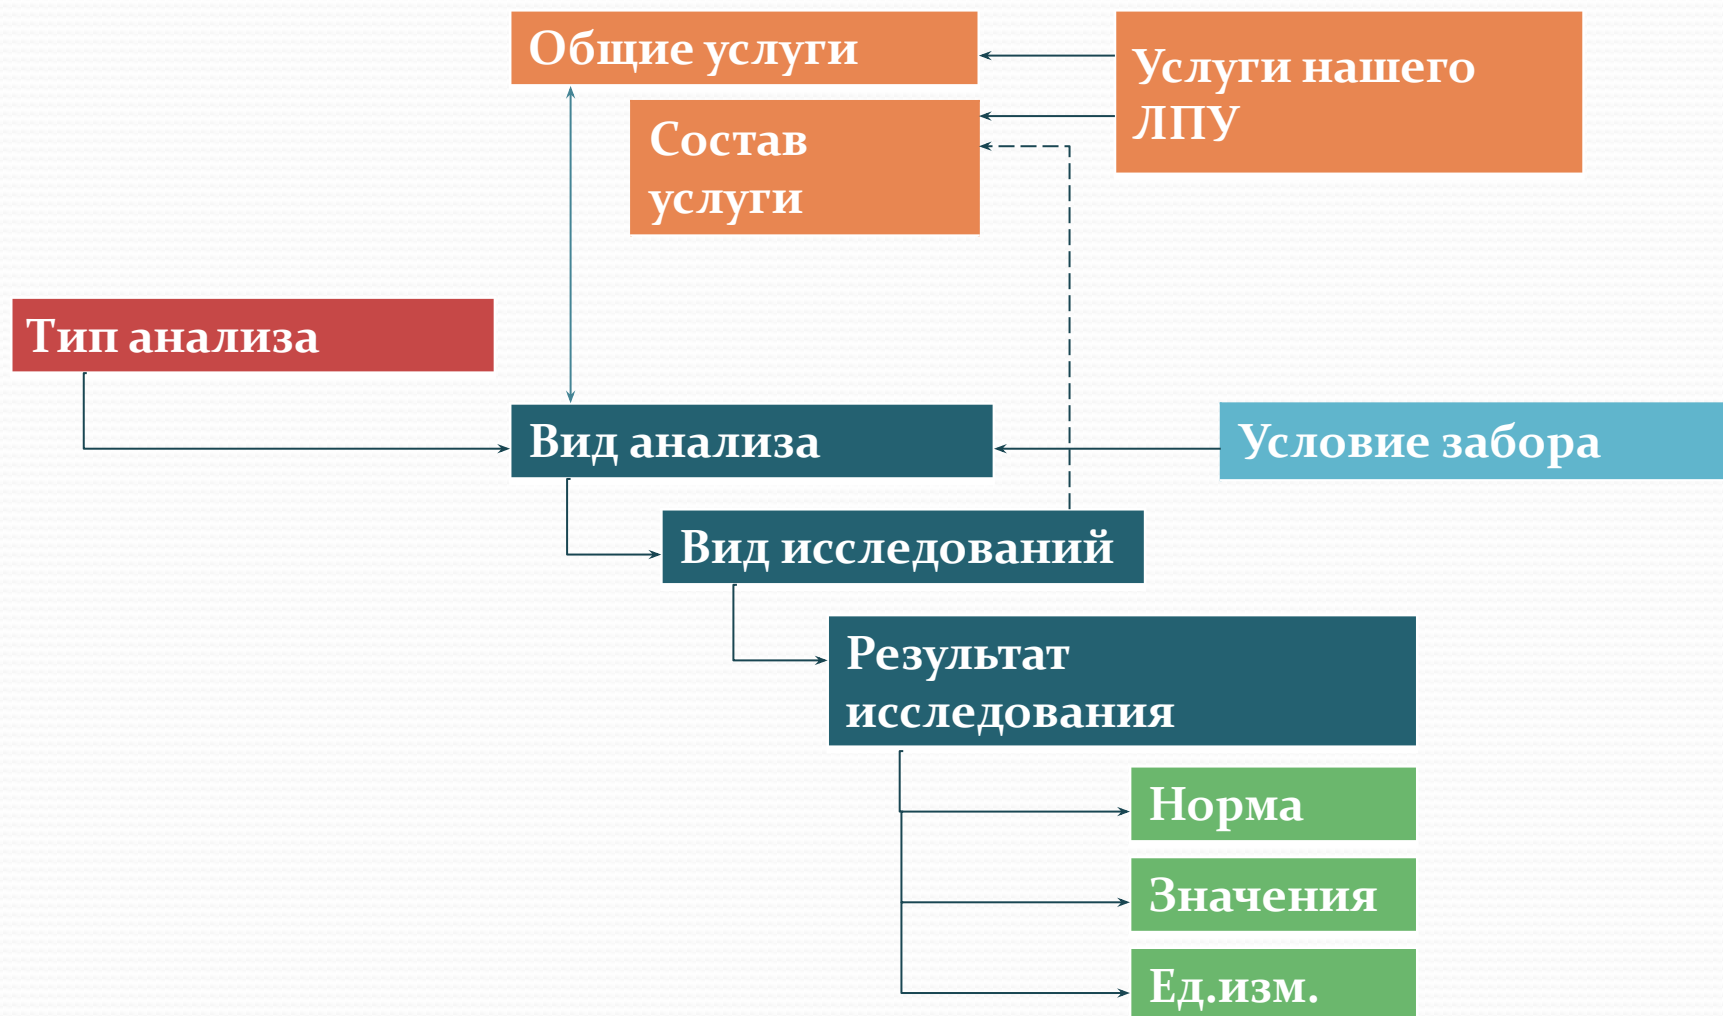 Общие услуги
Услуги нашего
ЛПУ
Состав
услуги
Тип анализа
Вид анализа
Условие забора
Вид исследований
Результат
исследования
Норма
Значения
Ед.изм.